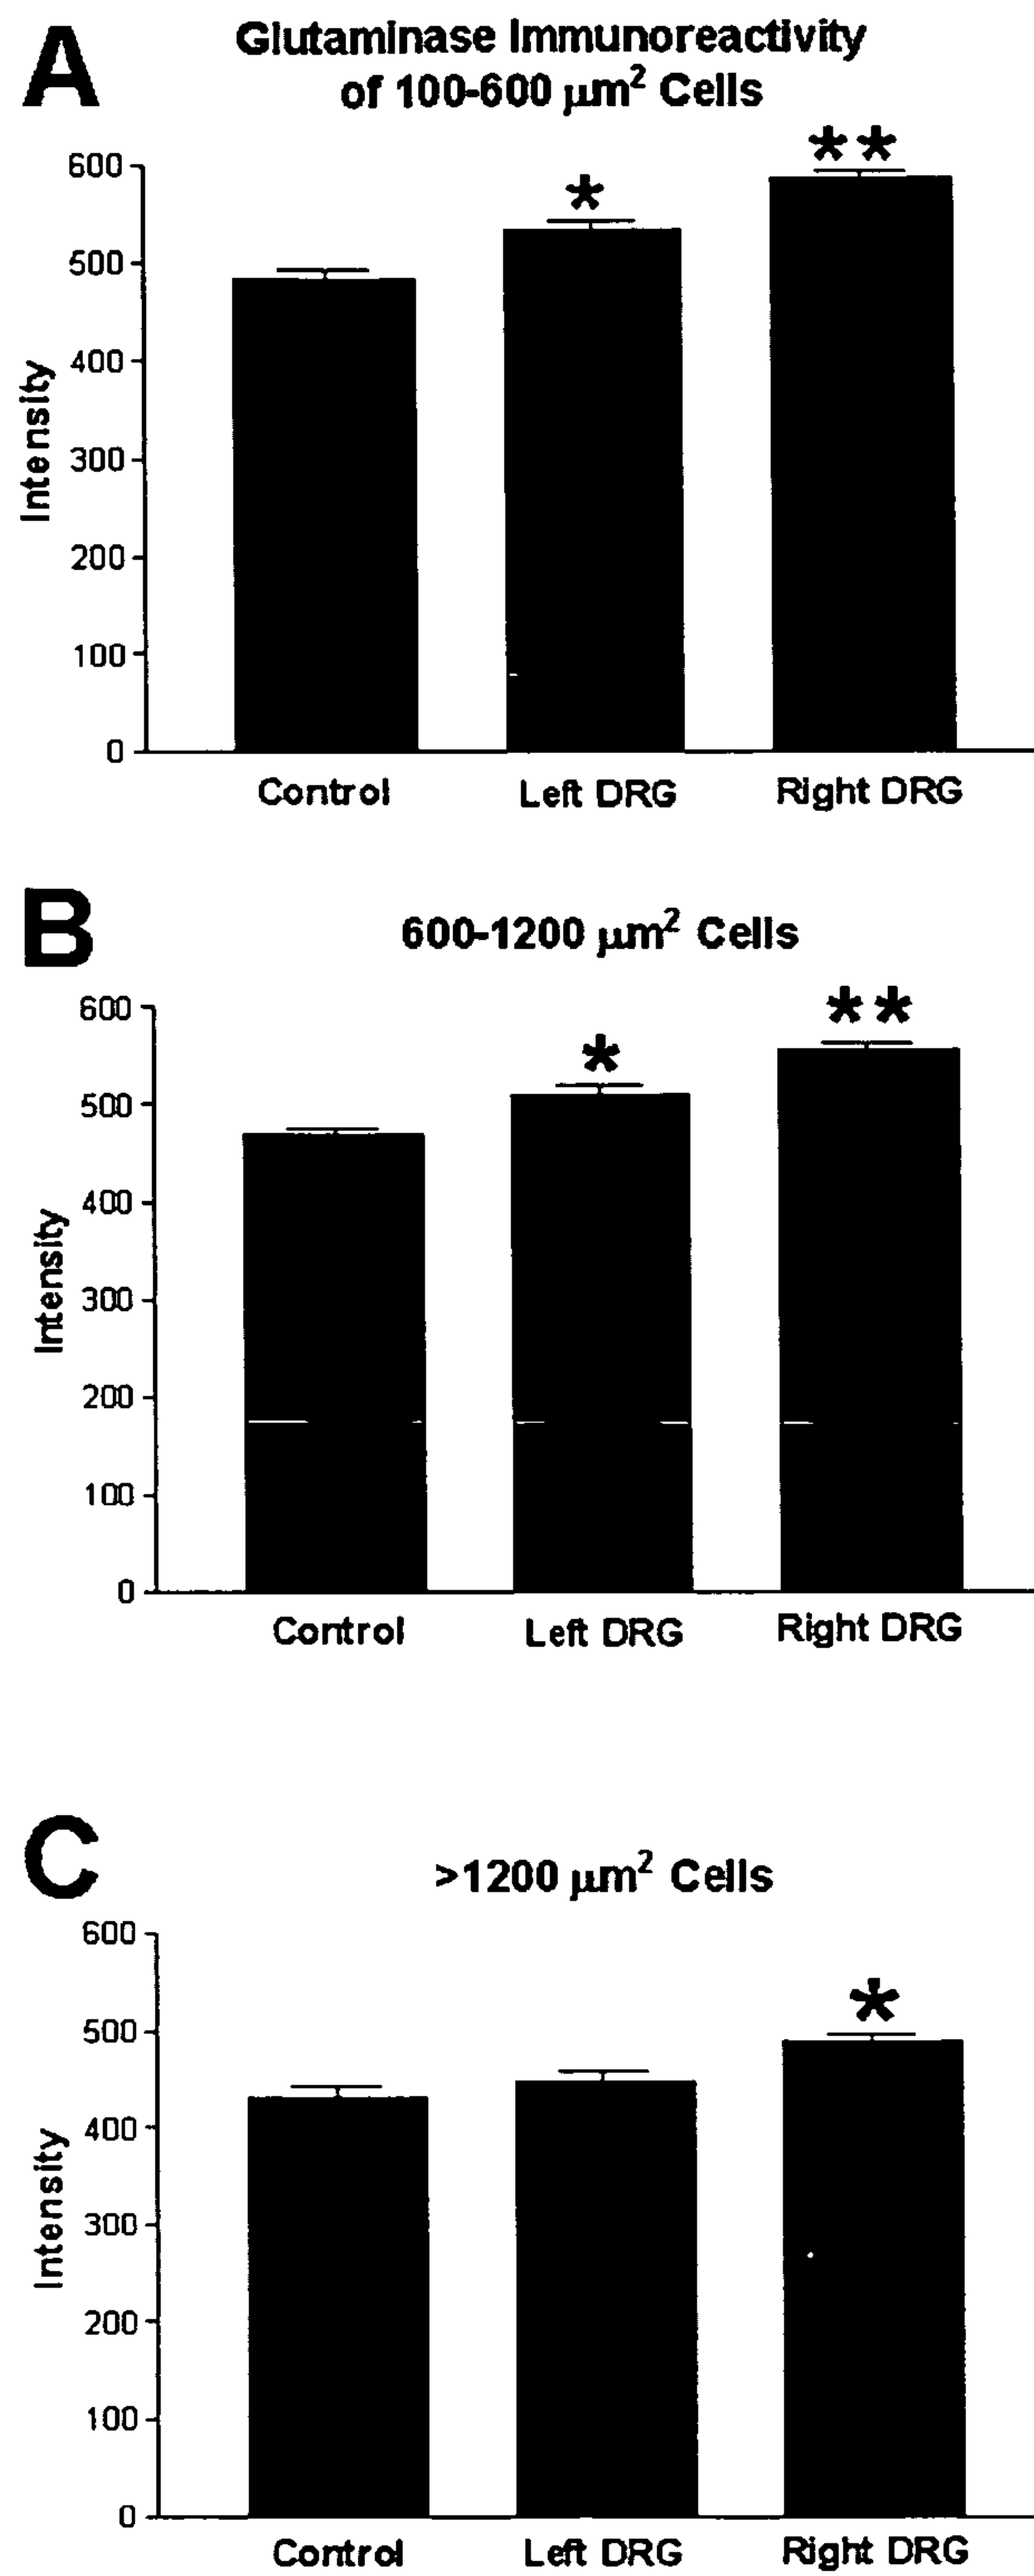 A
Glutaminase Immunoreactivity
of 100-600 μm² Cells
**
*
600
500
400
300
200
100
0
Intensity
Control Left DRG Right DRG
B
600-1200 μm² Cells
**
*
600
500
400
300
200
100
0
Intensity
Control Left DRG Right DRG
C
>1200 μm² Cells
*
600
500
400
300
200
100
0
Intensity
Control Left DRG Right DRG